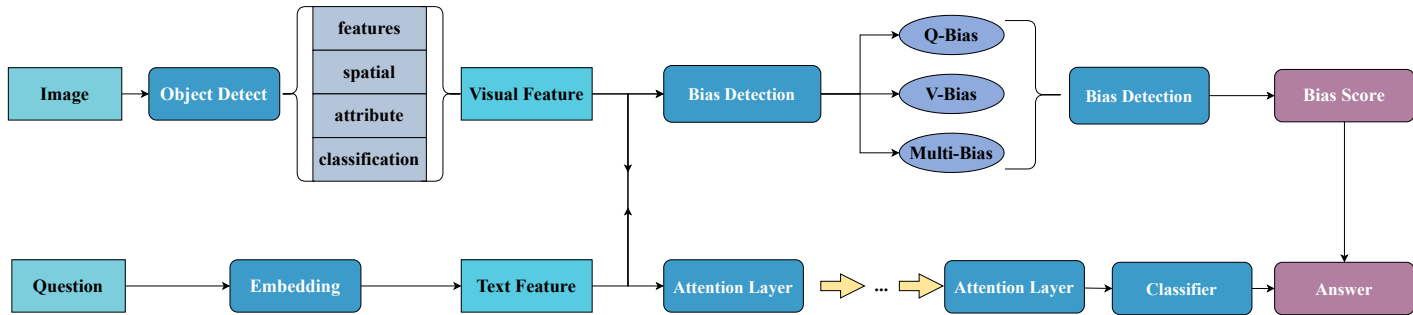 Image
Object Detect
features
spatial
attribute
classification
Visual Feature
Bias Detection
Q-Bias
V-Bias
Multi-Bias
Bias Detection
Bias Score
Question
Embedding
Text Feature
Attention Layer
...
Attention Layer
Classifier
Answer